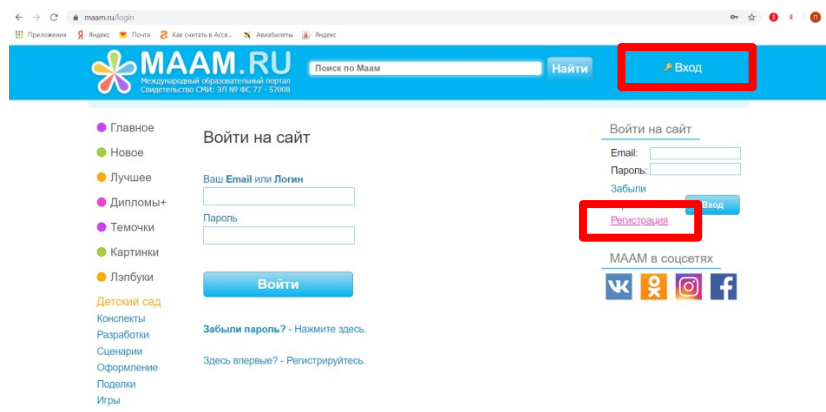 maam.ru/login
Приложения Яндекс Почта Как считать в Acce... Авиабилеты Яндекс
MAAM.RU
Международный образовательный портал
Свидетельство СМИ: ЭЛ № ФС 77 - 57008
Поиск по Маам
Найти
Вход
Главное
Новое
Лучшее
Дипломы+
Темочки
Картинки
Лэпбуки
Детский сад
Конспекты
Разработки
Сценарии
Оформление
Поделки
Игры
Войти на сайт
Ваш Email или Логин
Пароль
Войти
Забыли пароль? - Нажмите здесь.
Здесь впервые? - Регистрируйтесь.
Войти на сайт
Email:
Пароль:
Забыли
Вход
Регистрация
МААМ в соцсетях